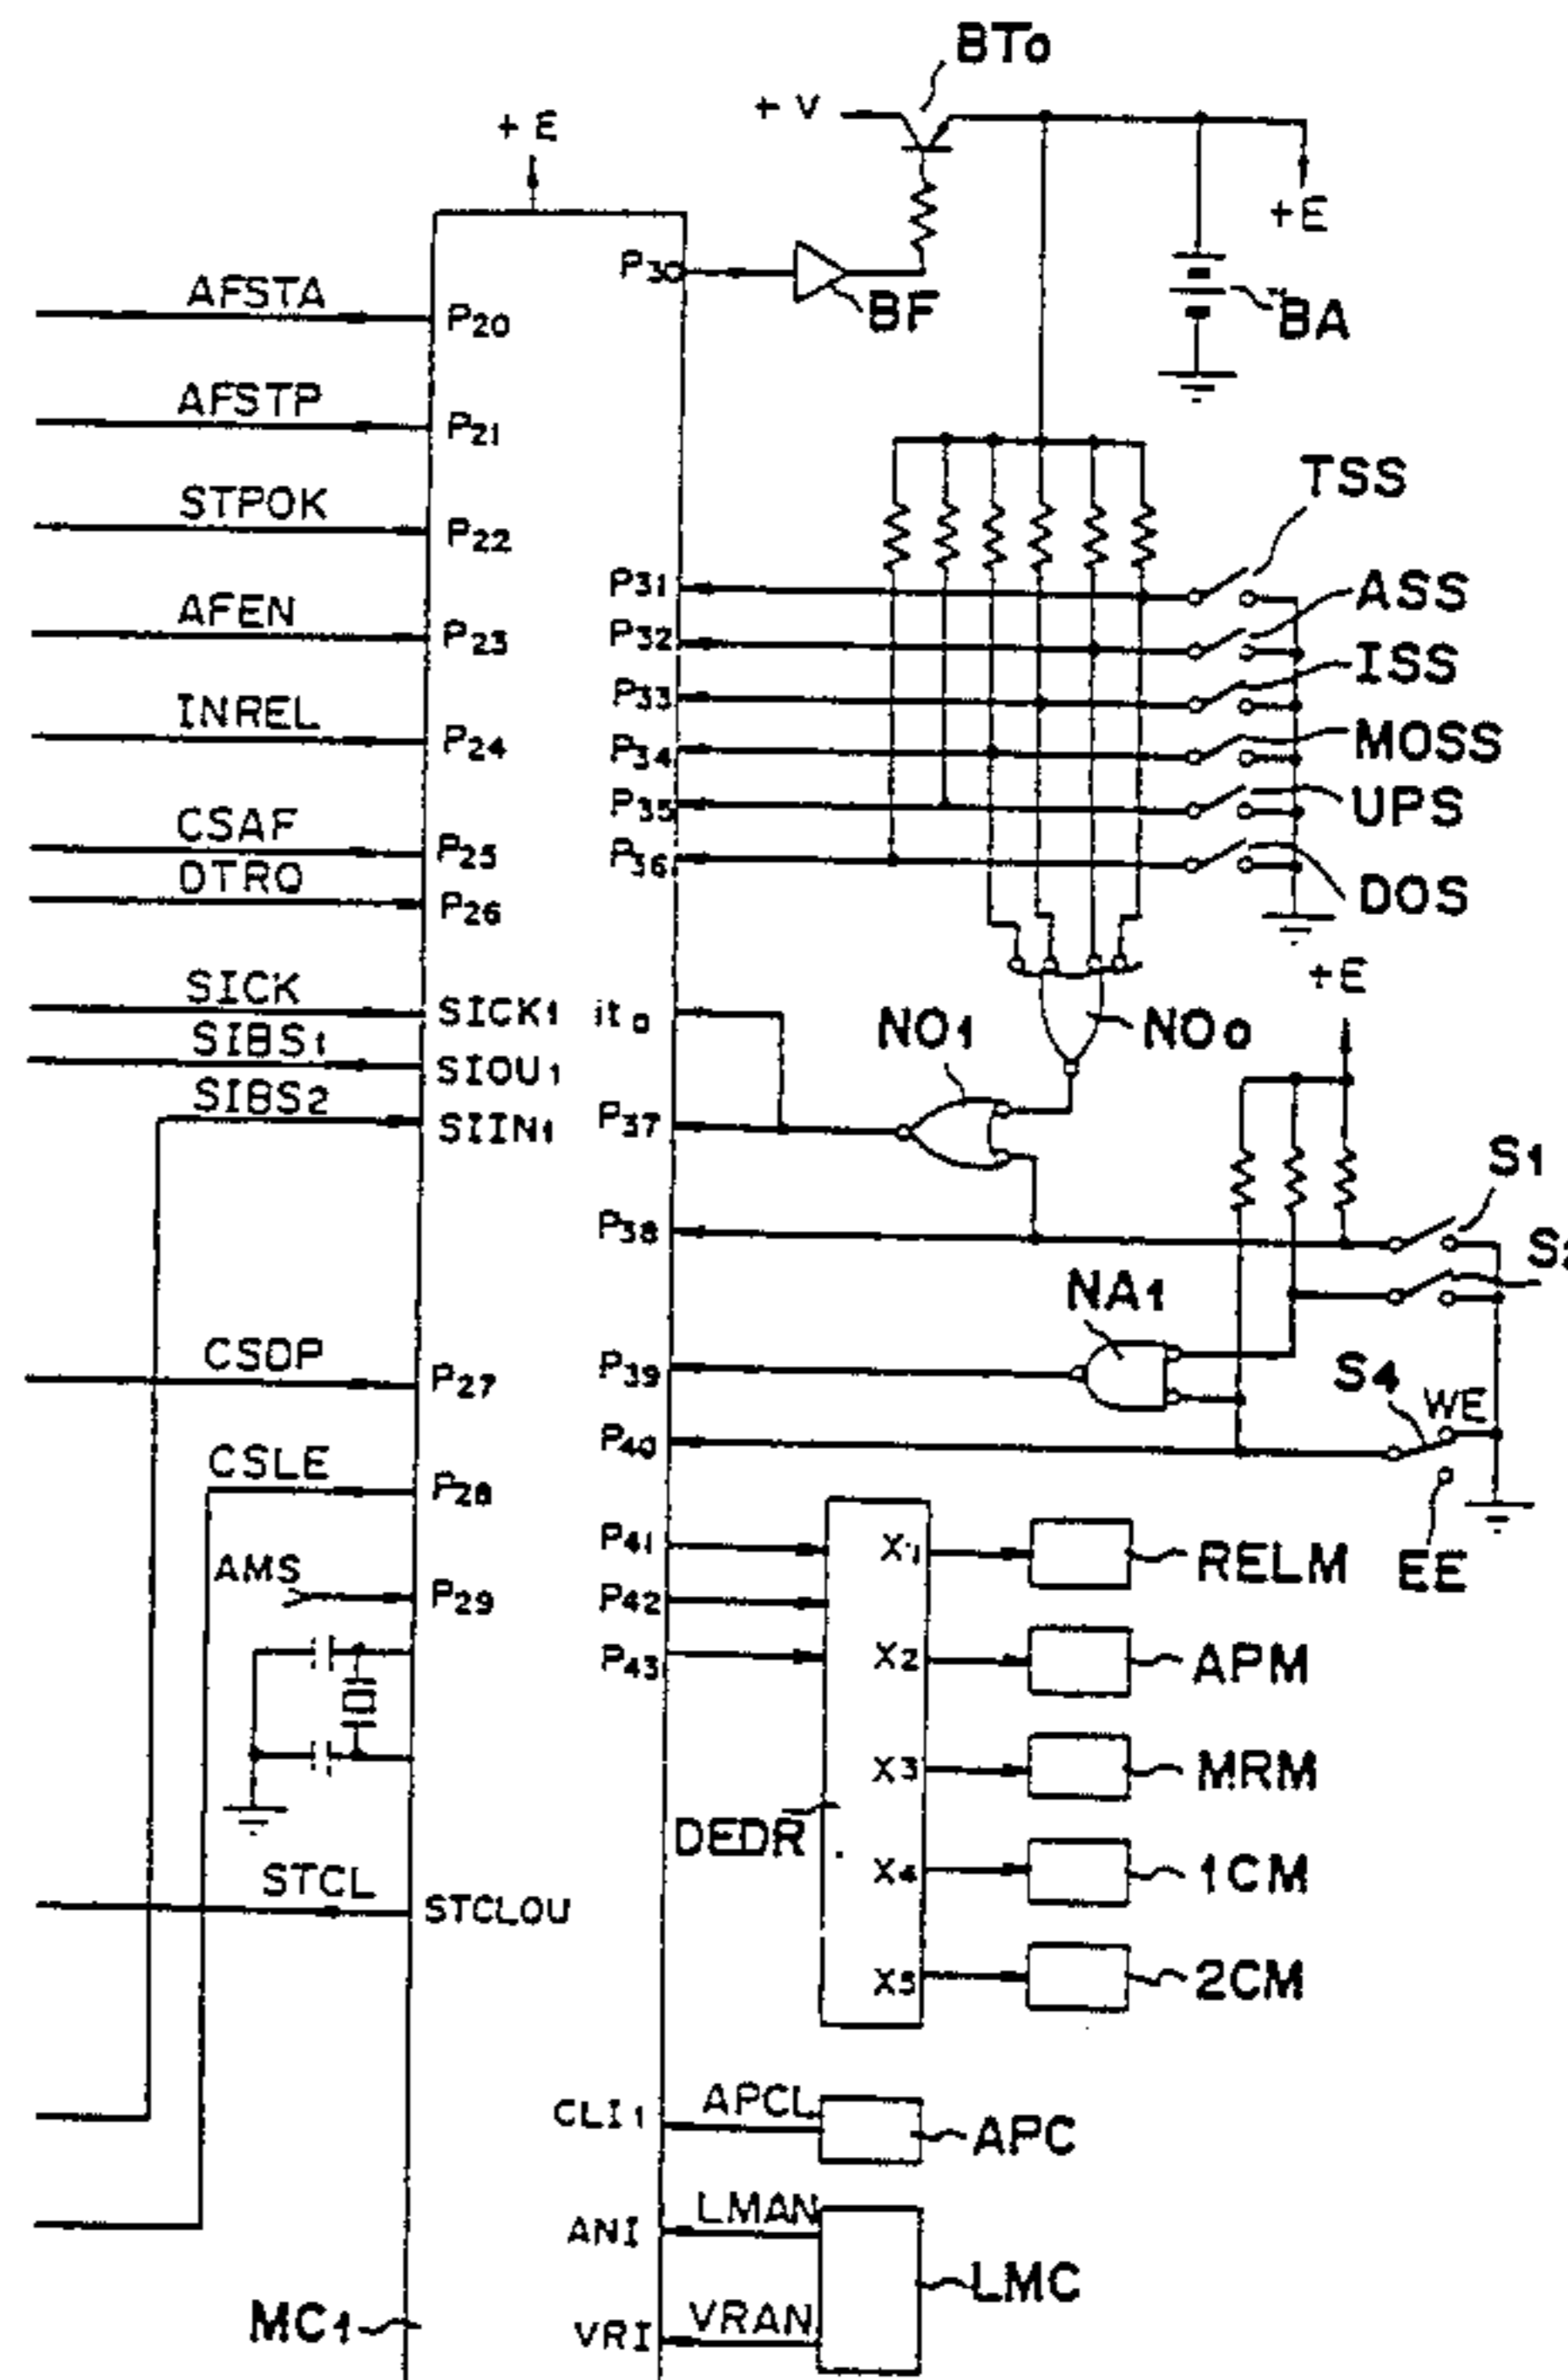 BTo
+V
+E
+E
P30
BF
BA
AFSTA
P20
AFSTP
P21
TSS
STPOK
P22
P31
ASS
AFEN
P23
P32
ISS
INREL
P24
P33
P34
MOSS
P35
UPS
CSAF
P25
P36
DTRQ
P26
DOS
+E
SICK
SICK1
ito
NO1
NOo
SIBS1
SIOU1
SIBS2
SIIN1
P37
S1
P38
S2
NA1
CSOP
P27
P39
S4
WE
P40
CSLE
P28
EE
P41
X1
RELM
AMS
P29
P42
P43
X2
APM
X3
MRM
DEDR
X4
1CM
STCL
STCLOU
X5
2CM
CLI1
APCL
APC
ANI
LMAN
LMC
MC1
VRI
VRAN